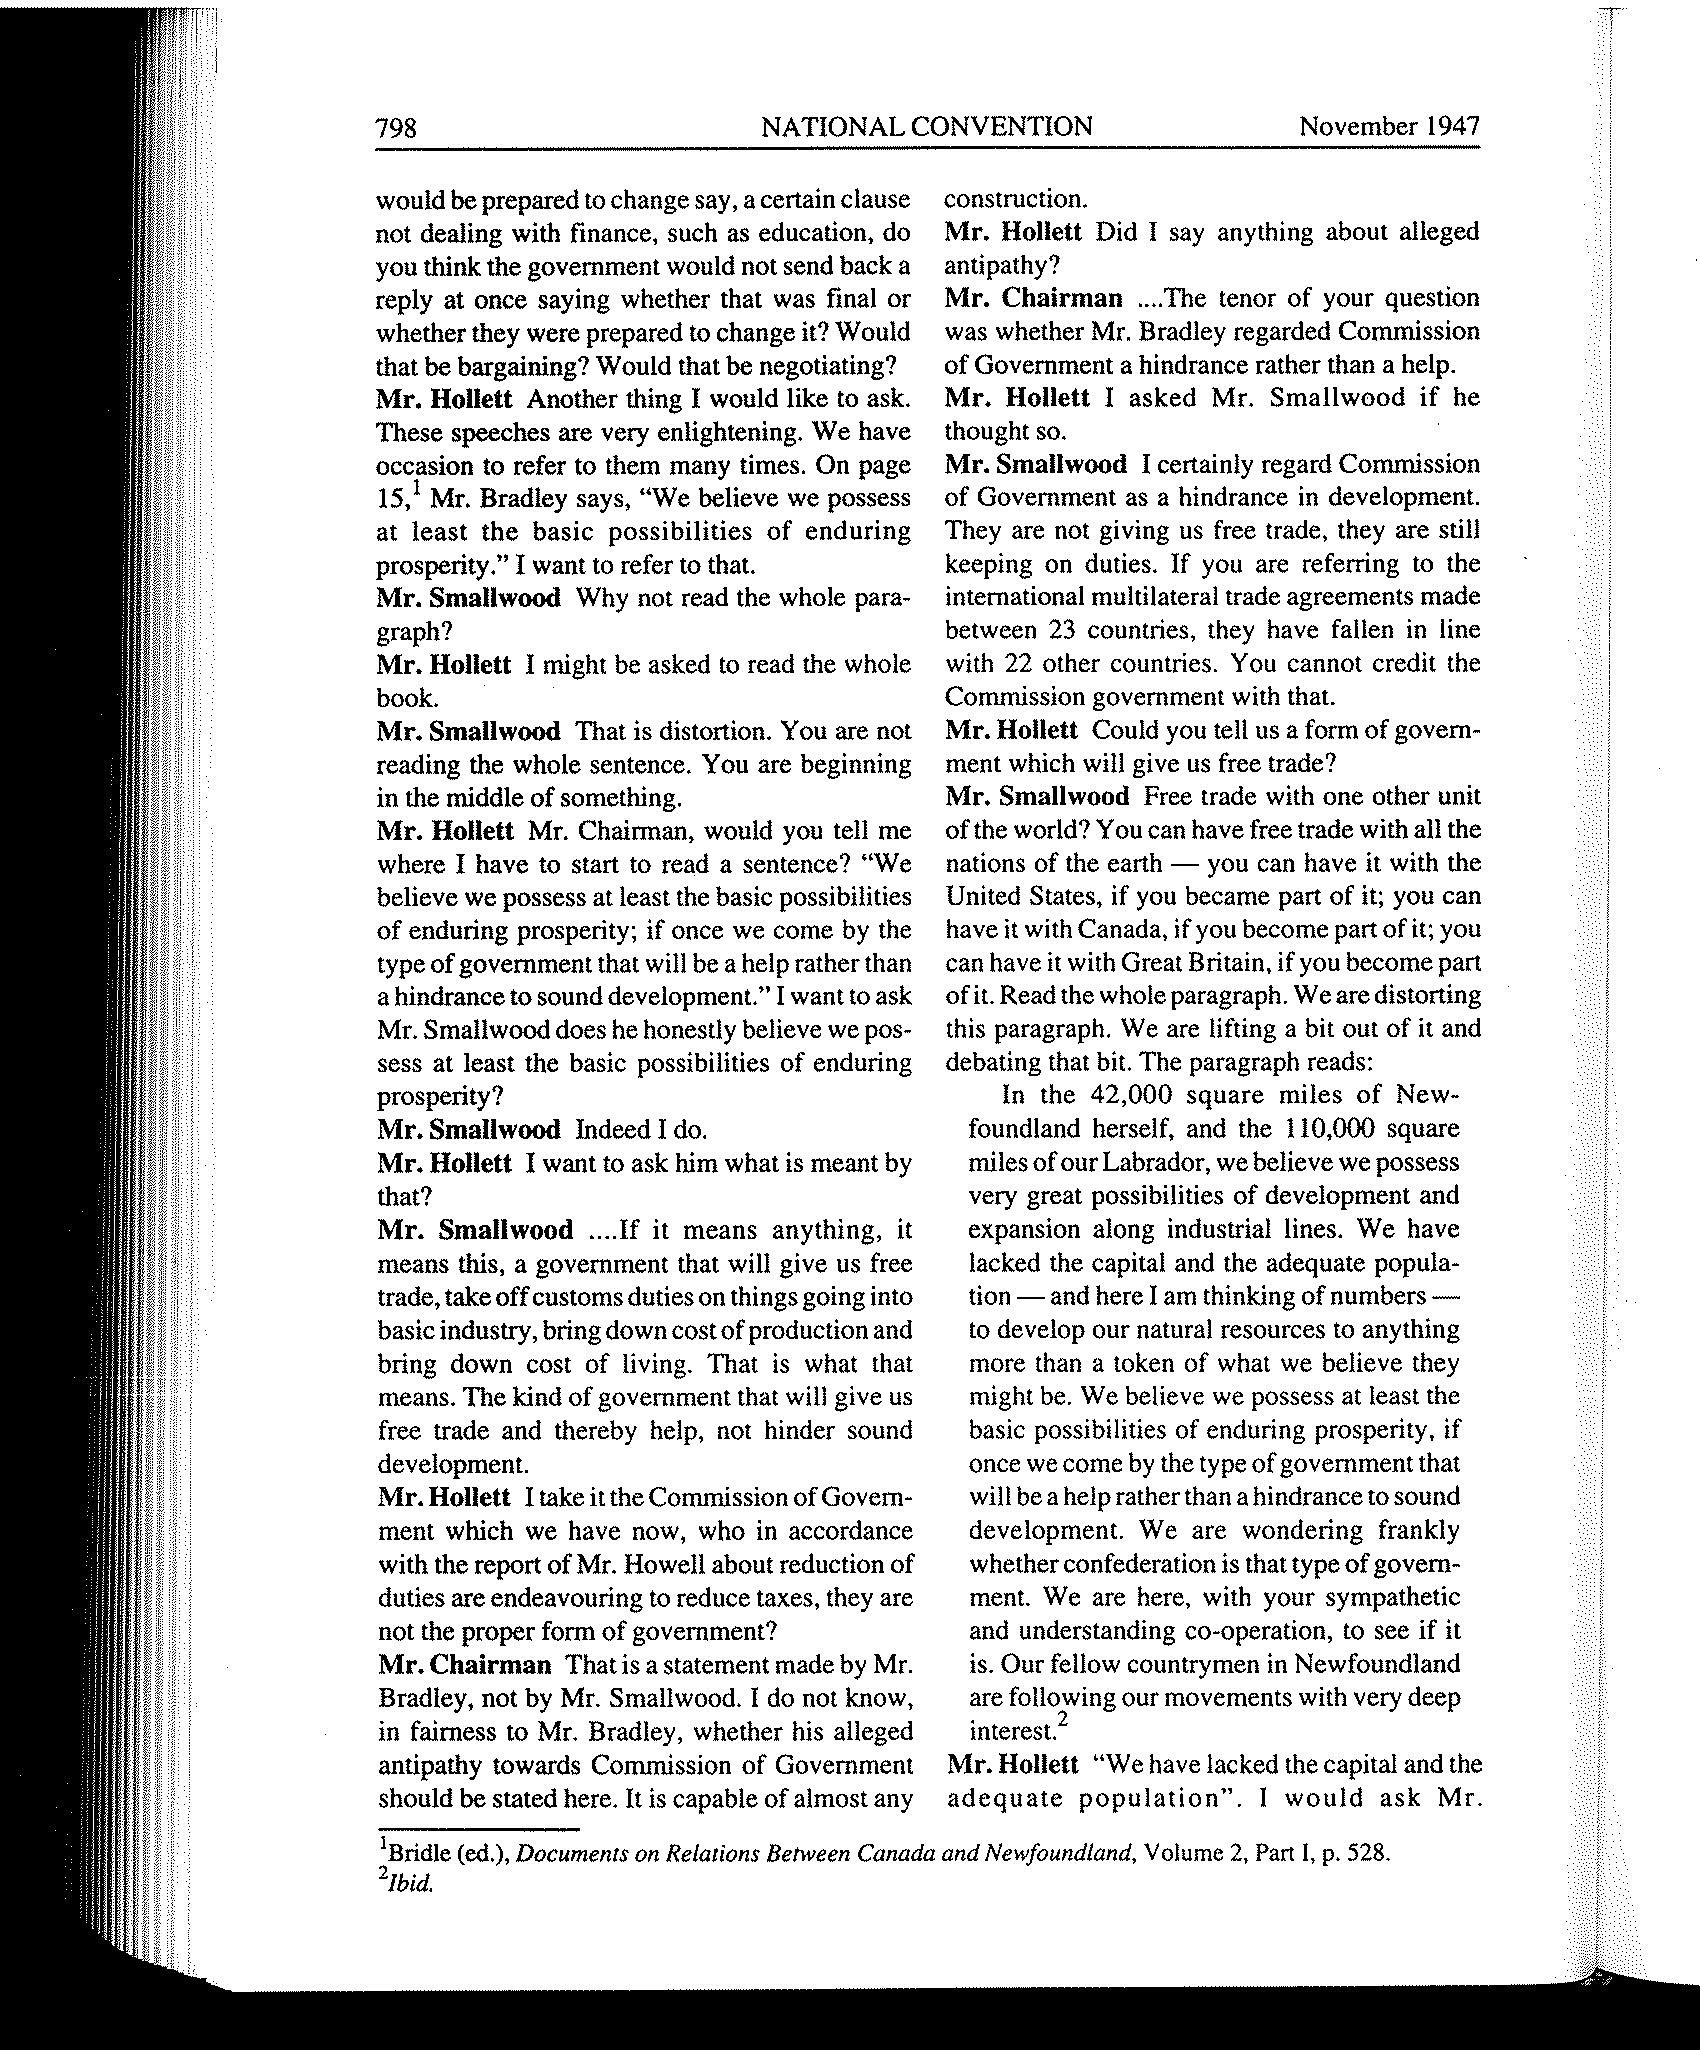 798 NATIONAL CONVENTION November 1947
would be prepared to change say, a certain clause
not dealing with finance, such as education, do
you think the government would not send back a
reply at once saying whether that was final or
whether they were prepared to change it? Would
that be bargaining? Would that be negotiating?
Mr. Hollett Another thing I would like to ask.
These speeches are very enlightening. We have
occasion to refer to them many times. On page
15,1 Mr. Bradley says, “We believe we possess
at least the basic possibilities of enduring
prosperity.” I want to refer to that.
Mr. Smallwood Why not read the whole para-
graph?
Mr. Hollett I might be asked to read the whole
book.
Mr. Smallwood That is distortion. You are not
reading the whole sentence. You are beginning
in the middle of something.
Mr. Hollett Mr. Chairman, would you tell me
where I have to start to read a sentence? “We
believe we possess at least the basic possibilities
of enduring prosperity; if once we come by the
type of government that will be a help rather than
a hindrance to sound development.” I want to ask
Mr. Smallwood does he honestly believe we pos-
sess at least the basic possibilities of enduring
prosperity?
Mr. Smallwood Indeed I do.
Mr. Hollett I want to ask him what is meant by
that?
Mr. Smallwood ....If it means anything, it
means this, a government that will give us free
trade, take off customs duties on things going into
basic industry, bring down cost of production and
bring down cost of living. That is what that
means. The kind of government that will give us
free trade and thereby help, not hinder sound
development.
Mr. Hollett I take it the Commission of Govern-
ment which we have now, who in accordance
with the report of Mr. Howell about reduction of
duties are endeavouring to reduce taxes, they are
not the proper form of government?
Mr. Chairman That is a statement made by Mr.
Bradley, not by Mr. Smallwood. I do not know,
in fairness to Mr. Bradley, whether his alleged
antipathy towards Commission of Government
should be stated here. It is capable of almost any
construction.
Mr. Hollett Did I say anything about alleged
antipathy?
Mr. Chairman ....The tenor of your question
was whether Mr. Bradley regarded Commission
of Government a hindrance rather than a help.
Mr. Hollett I asked Mr. Smallwood if he
thought so.
Mr. Smallwood I certainly regard Commission
of Government as a hindrance in development.
They are not giving us free trade, they are still
keeping on duties. If you are referring to the
international multilateral trade agreements made
between 23 countries, they have fallen in line
with 22 other countries. You cannot credit the
Commission government with that.
Mr. Hollett Could you tell us a form of govern-
ment which will give us free trade?
Mr. Smallwood Free trade with one other unit
of the world? You can have free trade with all the
nations of the earth — you can have it with the
United States, if you became part of it; you can
have it with Canada, if you become part of it; you
can have it with Great Britain, if you become part
of it. Read the whole paragraph. We are distorting
this paragraph. We are lifting a bit out of it and
debating that bit. The paragraph reads:
In the 42,000 square miles of New-
foundland herself, and the 110,000 square
miles of our Labrador, we believe we possess
very great possibilities of development and
expansion along industrial lines. We have
lacked the capital and the adequate popula-
tion — and here I am thinking of numbers —
to develop our natural resources to anything
more than a token of what we believe they
might be. We believe we possess at least the
basic possibilities of enduring prosperity, if
once we come by the type of government that
will be a help rather than a hindrance to sound
development. We are wondering frankly
whether confederation is that type of govern-
ment. We are here, with your sympathetic
and understanding co-operation, to see if it
is. Our fellow countrymen in Newfoundland
are following our movements with very deep
interest.2
Mr. Hollett “We have lacked the capital and the
adequate population”. I would ask Mr.
1Bridle (ed.), Documents on Relations Between Canada and Newfoundland, Volume 2, Part I, p. 528.
2Ibid.